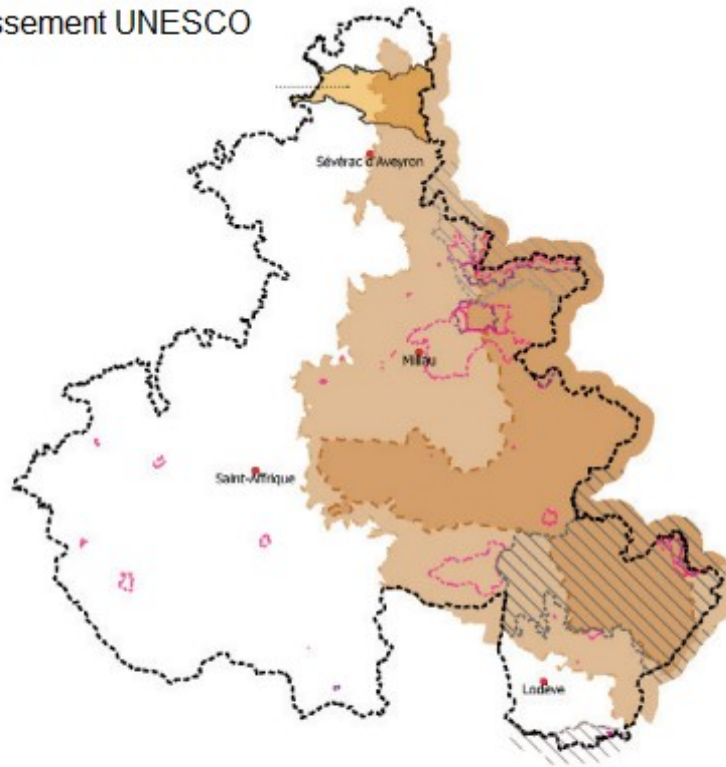 ssement UNESCO
Sévérac d'Aveyron
Millau
Saint-Affrique
Lodève